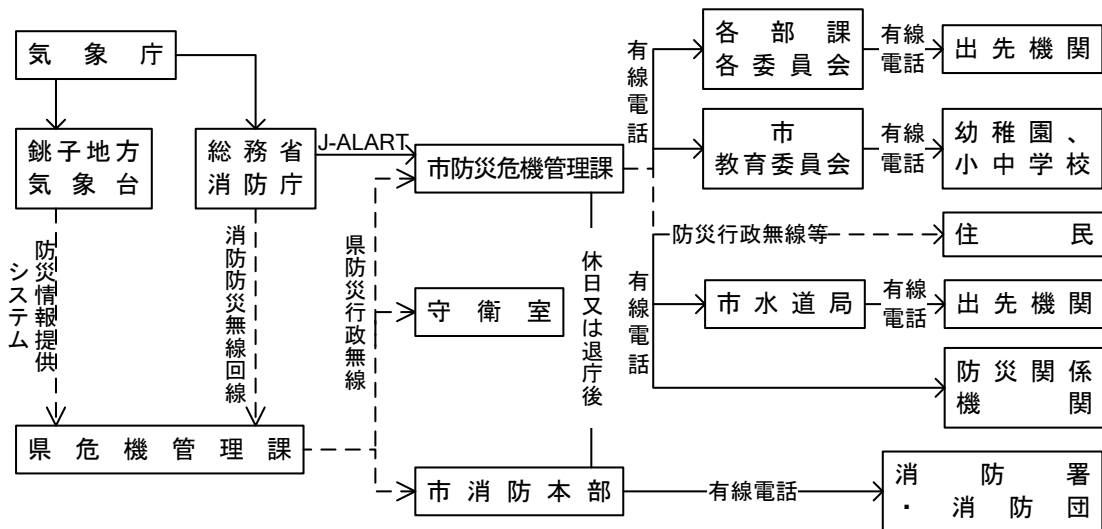 気象庁
銚子地方
気象台
総務省
消防庁
J-ALART
防災情報提供
システム
消防防災無線回線
県危機管理課
県防災行政無線
市防災危機管理課
守衛室
市消防本部
休日又は退庁後
有線電話
各部課
各委員会
有線
電話
出先機関
市
教育委員会
有線
電話
幼稚園、
小中学校
防災行政無線等
住民
有線電話
市水道局
有線
電話
出先機関
防災関係
機関
有線電話
消防署
・消防団